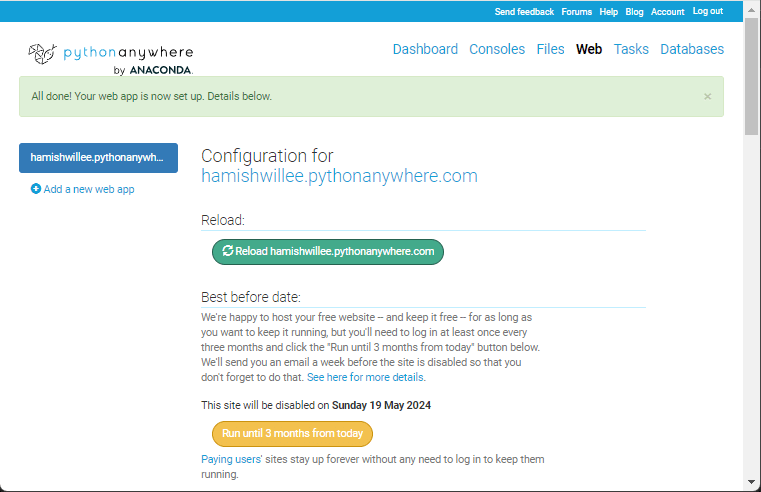 Send feedback Forums Help Blog Account Log out
pythonanywhere
by ANACONDA.
Dashboard Consoles Files Web Tasks Databases
All done! Your web app is now set up. Details below. ×
hamishwillee.pythonanywh...
Add a new web app
Configuration for
hamishwillee.pythonanywhere.com
Reload:
Reload hamishwillee.pythonanywhere.com
Best before date:
We're happy to host your free website -- and keep it free -- for as long as
you want to keep it running, but you'll need to log in at least once every
three months and click the "Run until 3 months from today" button below.
We'll send you an email a week before the site is disabled so that you
don't forget to do that. See here for more details.
This site will be disabled on Sunday 19 May 2024
Run until 3 months from today
Paying users' sites stay up forever without any need to log in to keep them
running.